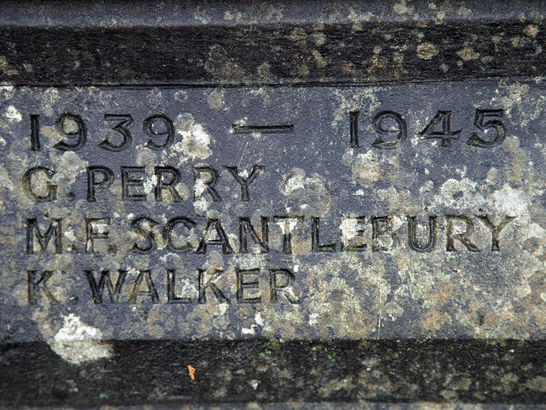 1939 — 1945
G. PERRY
M. F. SCANTLEBURY
K. WALKER